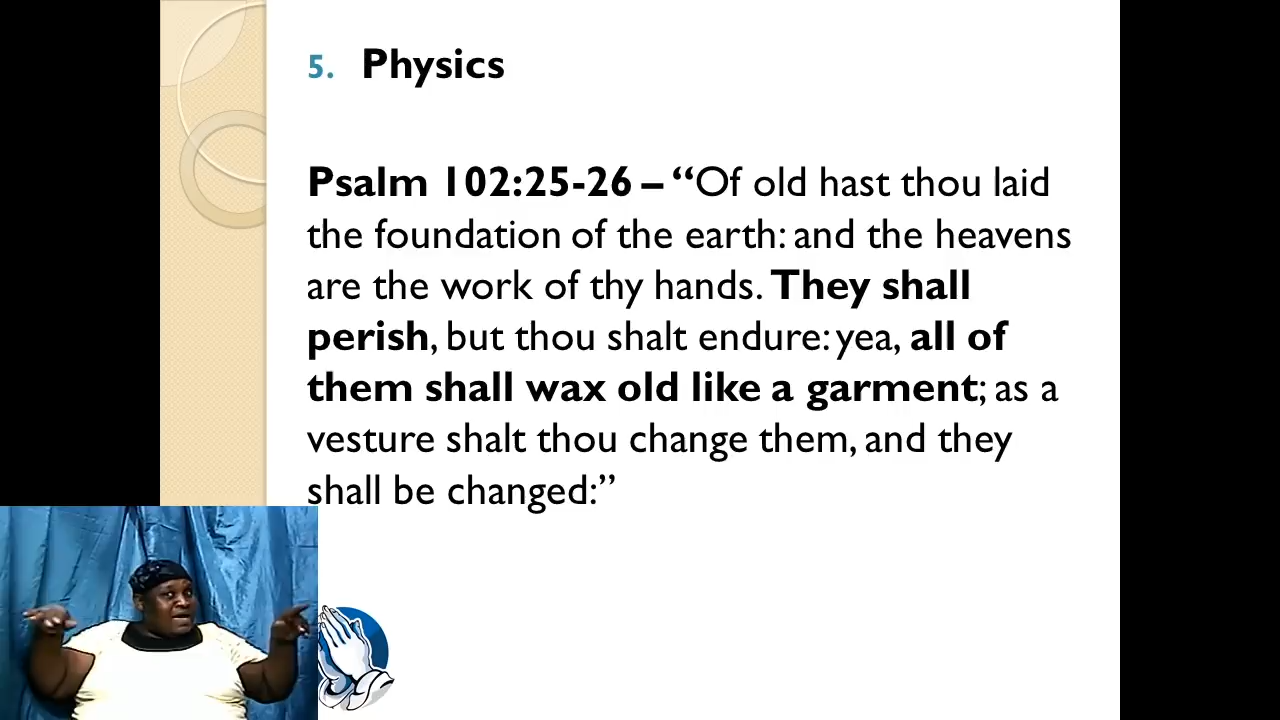 5. Physics
Psalm 102:25-26 – “Of old hast thou laid
the foundation of the earth: and the heavens
are the work of thy hands. They shall
perish, but thou shalt endure: yea, all of
them shall wax old like a garment; as a
vesture shalt thou change them, and they
shall be changed:”